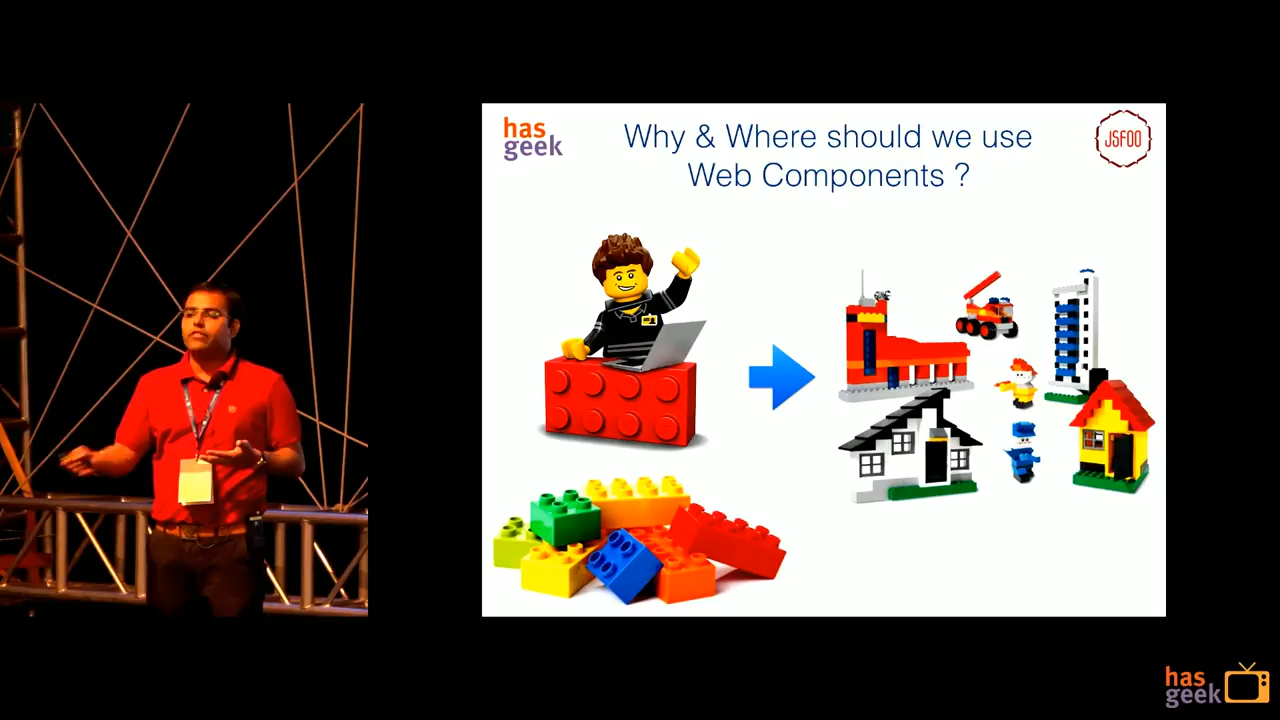 has
geek
Why & Where should we use
Web Components ?
JSFOO
has
geek